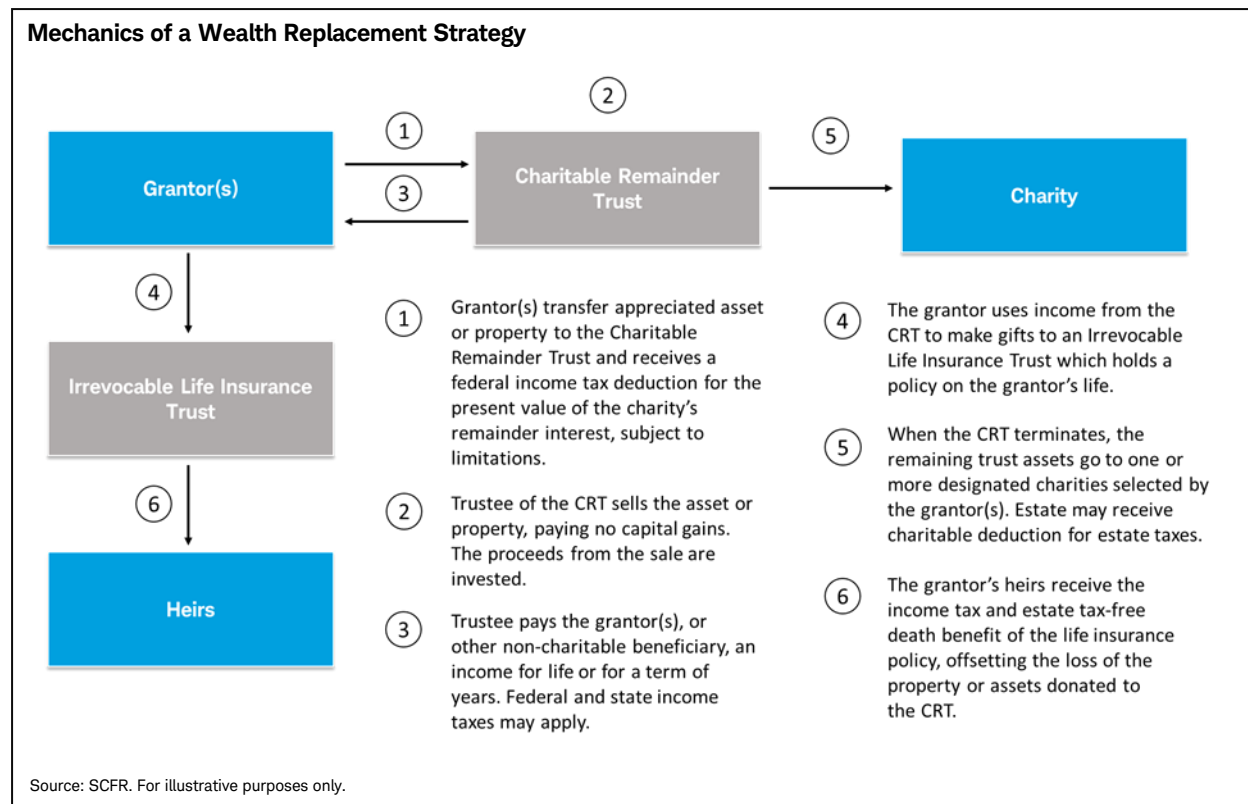 Mechanics of a Wealth Replacement Strategy
2
1
5
Grantor(s)
3
Charitable Remainder
Trust
Charity
4
Irrevocable Life Insurance
Trust
6
Heirs
1
Grantor(s) transfer appreciated asset
or property to the Charitable
Remainder Trust and receives a
federal income tax deduction for the
present value of the charity’s
remainder interest, subject to
limitations.
2
Trustee of the CRT sells the asset or
property, paying no capital gains.
The proceeds from the sale are
invested.
3
Trustee pays the grantor(s), or
other non-charitable beneficiary, an
income for life or for a term of
years. Federal and state income
taxes may apply.
4
The grantor uses income from the
CRT to make gifts to an Irrevocable
Life Insurance Trust which holds a
policy on the grantor’s life.
5
When the CRT terminates, the
remaining trust assets go to one or
more designated charities selected by
the grantor(s). Estate may receive
charitable deduction for estate taxes.
6
The grantor’s heirs receive the
income tax and estate tax-free
death benefit of the life insurance
policy, offsetting the loss of the
property or assets donated to
the CRT.
Source: SCFR. For illustrative purposes only.